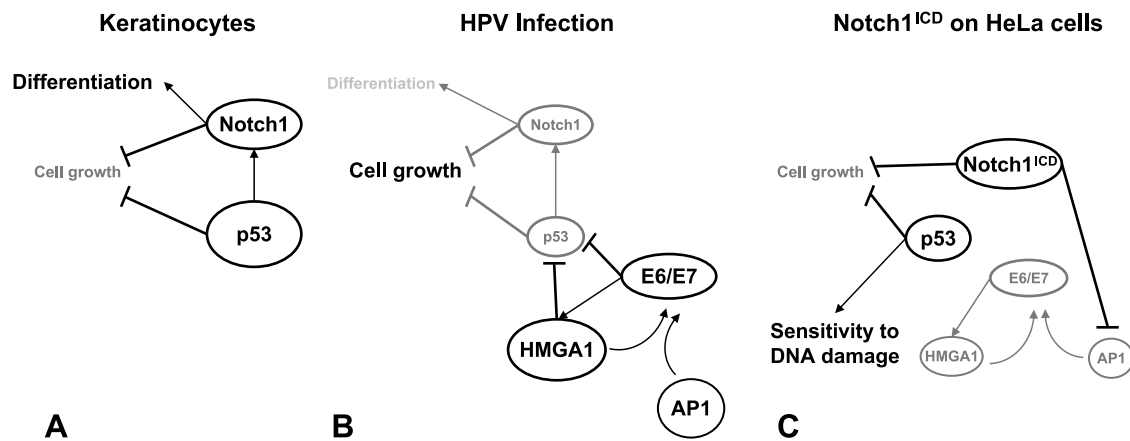 Keratinocytes
HPV Infection
Notch1ICD on HeLa cells
Differentiation
Notch1
Cell growth
p53
A
Differentiation
Notch1
Cell growth
p53
E6/E7
HMGA1
AP1
B
Cell growth
Notch1ICD
p53
E6/E7
Sensitivity to
DNA damage
HMGA1
AP1
C